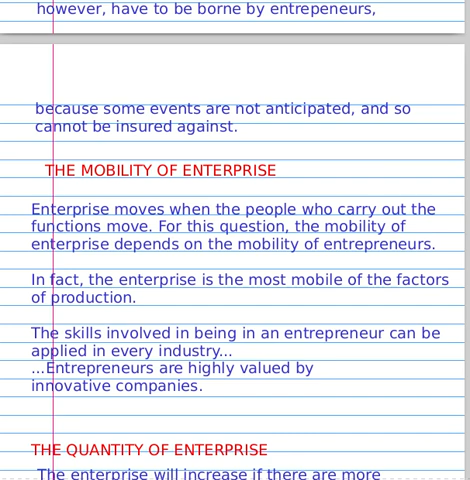 however, have to be borne by entrepeneurs,
because some events are not anticipated, and so
cannot be insured against.
THE MOBILITY OF ENTERPRISE
Enterprise moves when the people who carry out the
functions move. For this question, the mobility of
enterprise depends on the mobility of entrepreneurs.
In fact, the enterprise is the most mobile of the factors
of production.
The skills involved in being in an entrepreneur can be
applied in every industry...
...Entrepreneurs are highly valued by
innovative companies.
THE QUANTITY OF ENTERPRISE
The enterprise will increase if there are more